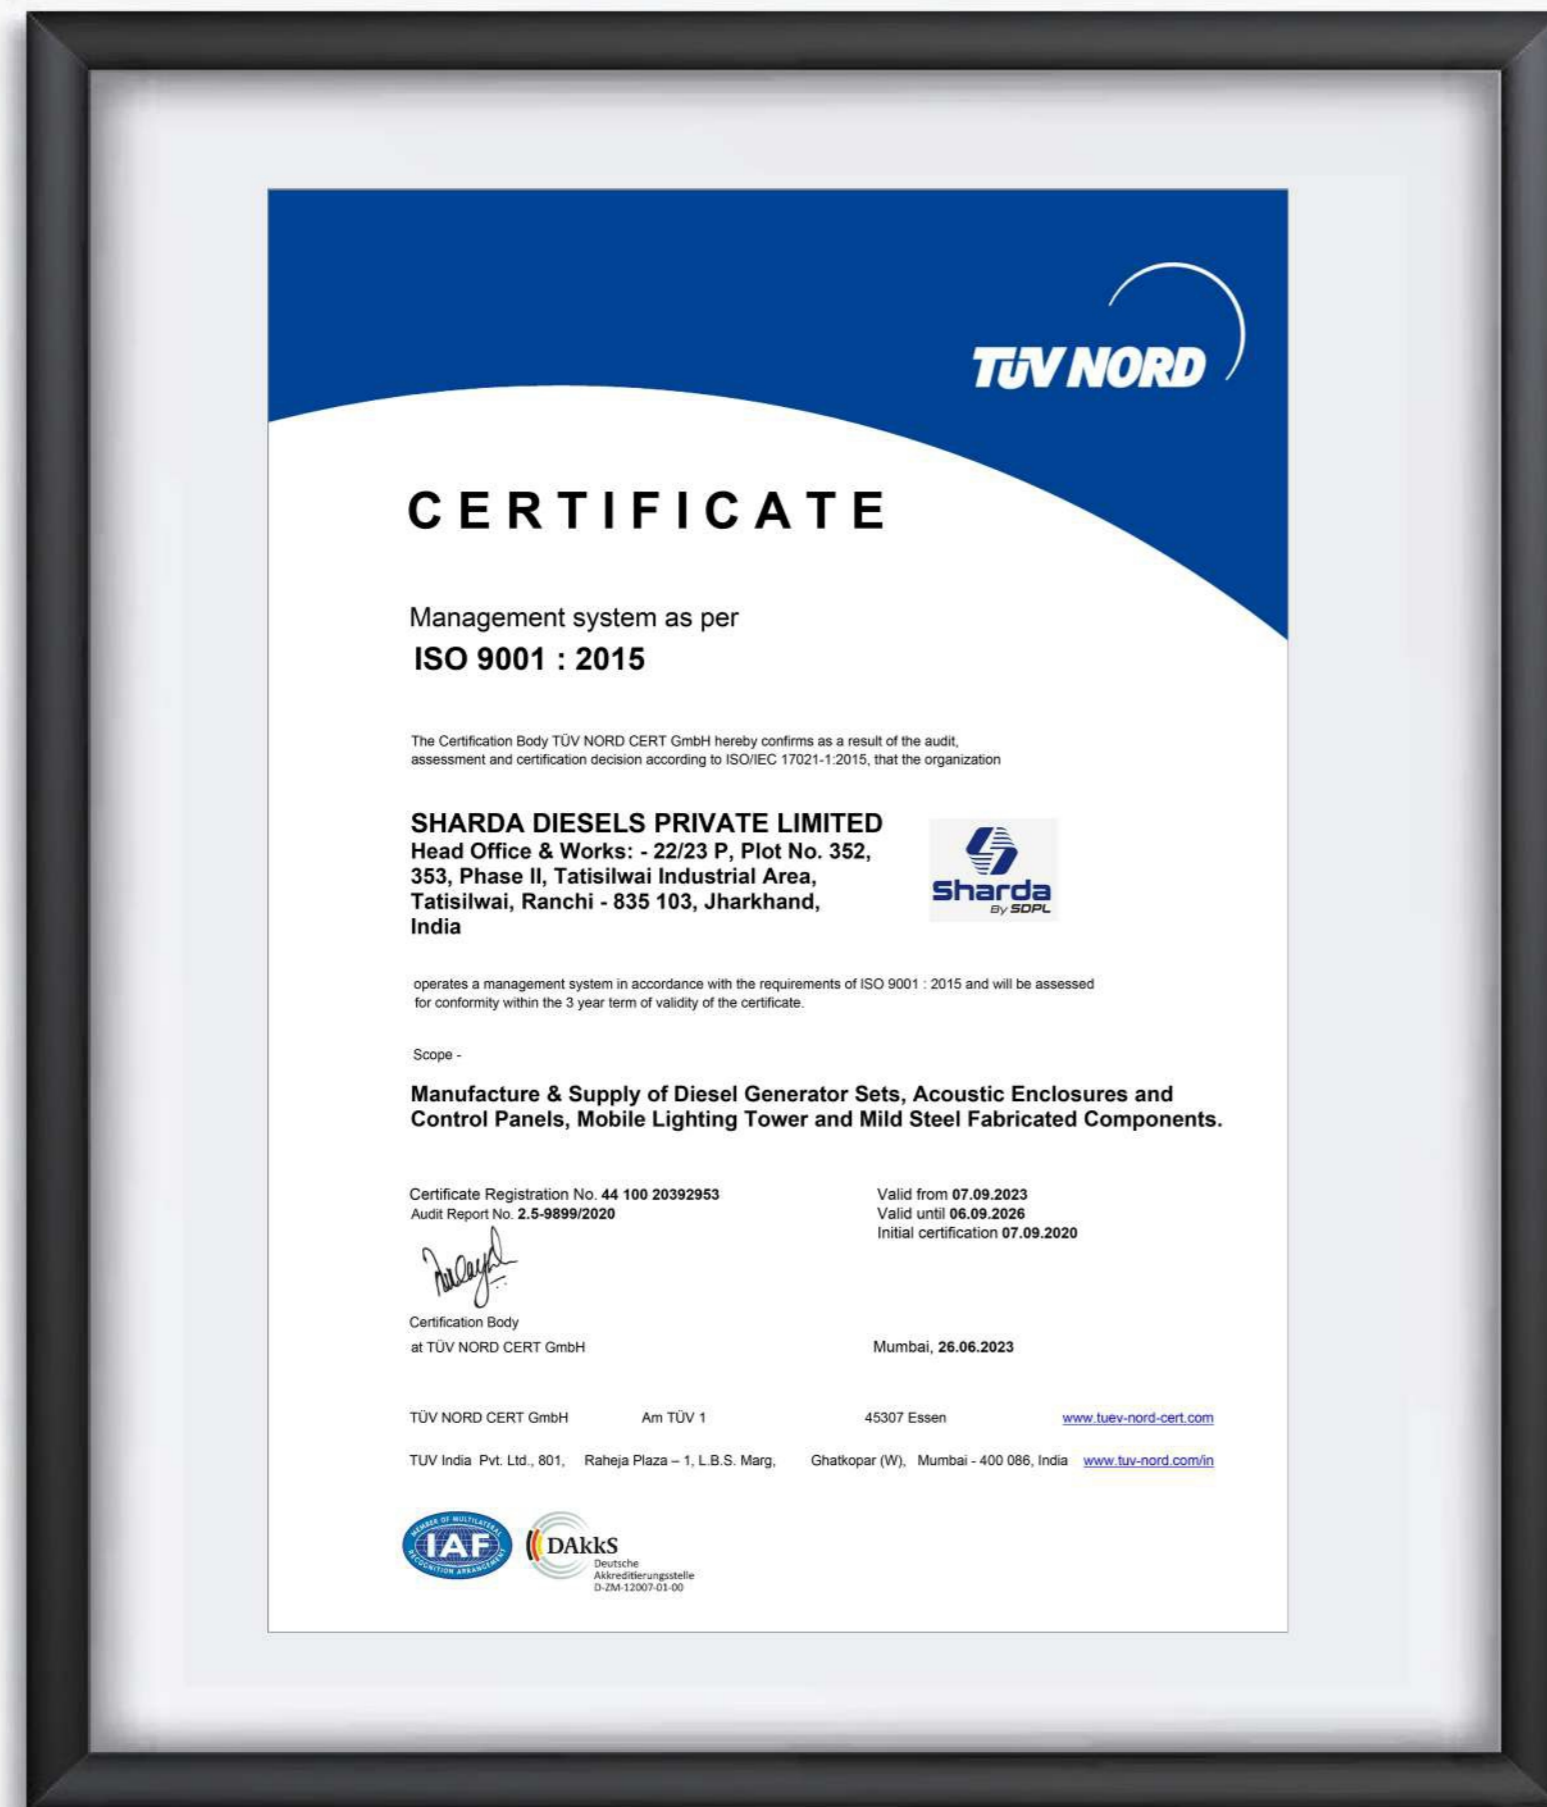 TÜV NORD
CERTIFICATE
Management system as per
ISO 9001 : 2015
The Certification Body TÜV NORD CERT GmbH hereby confirms as a result of the audit,
assessment and certification decision according to ISO/IEC 17021-1:2015, that the organization
SHARDA DIESELS PRIVATE LIMITED
Head Office & Works: - 22/23 P, Plot No. 352,
353, Phase II, Tatisilwai Industrial Area,
Tatisilwai, Ranchi - 835 103, Jharkhand,
India
Sharda
By SDPL
operates a management system in accordance with the requirements of ISO 9001 : 2015 and will be assessed
for conformity within the 3 year term of validity of the certificate.
Scope -
Manufacture & Supply of Diesel Generator Sets, Acoustic Enclosures and
Control Panels, Mobile Lighting Tower and Mild Steel Fabricated Components.
Certificate Registration No. 44 100 20392953
Audit Report No. 2.5-9899/2020
Valid from 07.09.2023
Valid until 06.09.2026
Initial certification 07.09.2020
Certification Body
at TÜV NORD CERT GmbH
Mumbai, 26.06.2023
TÜV NORD CERT GmbH Am TÜV 1 45307 Essen www.tuev-nord-cert.com
TUV India Pvt. Ltd., 801, Raheja Plaza – 1, L.B.S. Marg, Ghatkopar (W), Mumbai - 400 086, India www.tuv-nord.com/in
MEMBER OF MULTILATERAL
IAF
RECOGNITION ARRANGEMENT
DAkkS
Deutsche
Akkreditierungsstelle
D-ZM-12007-01-00